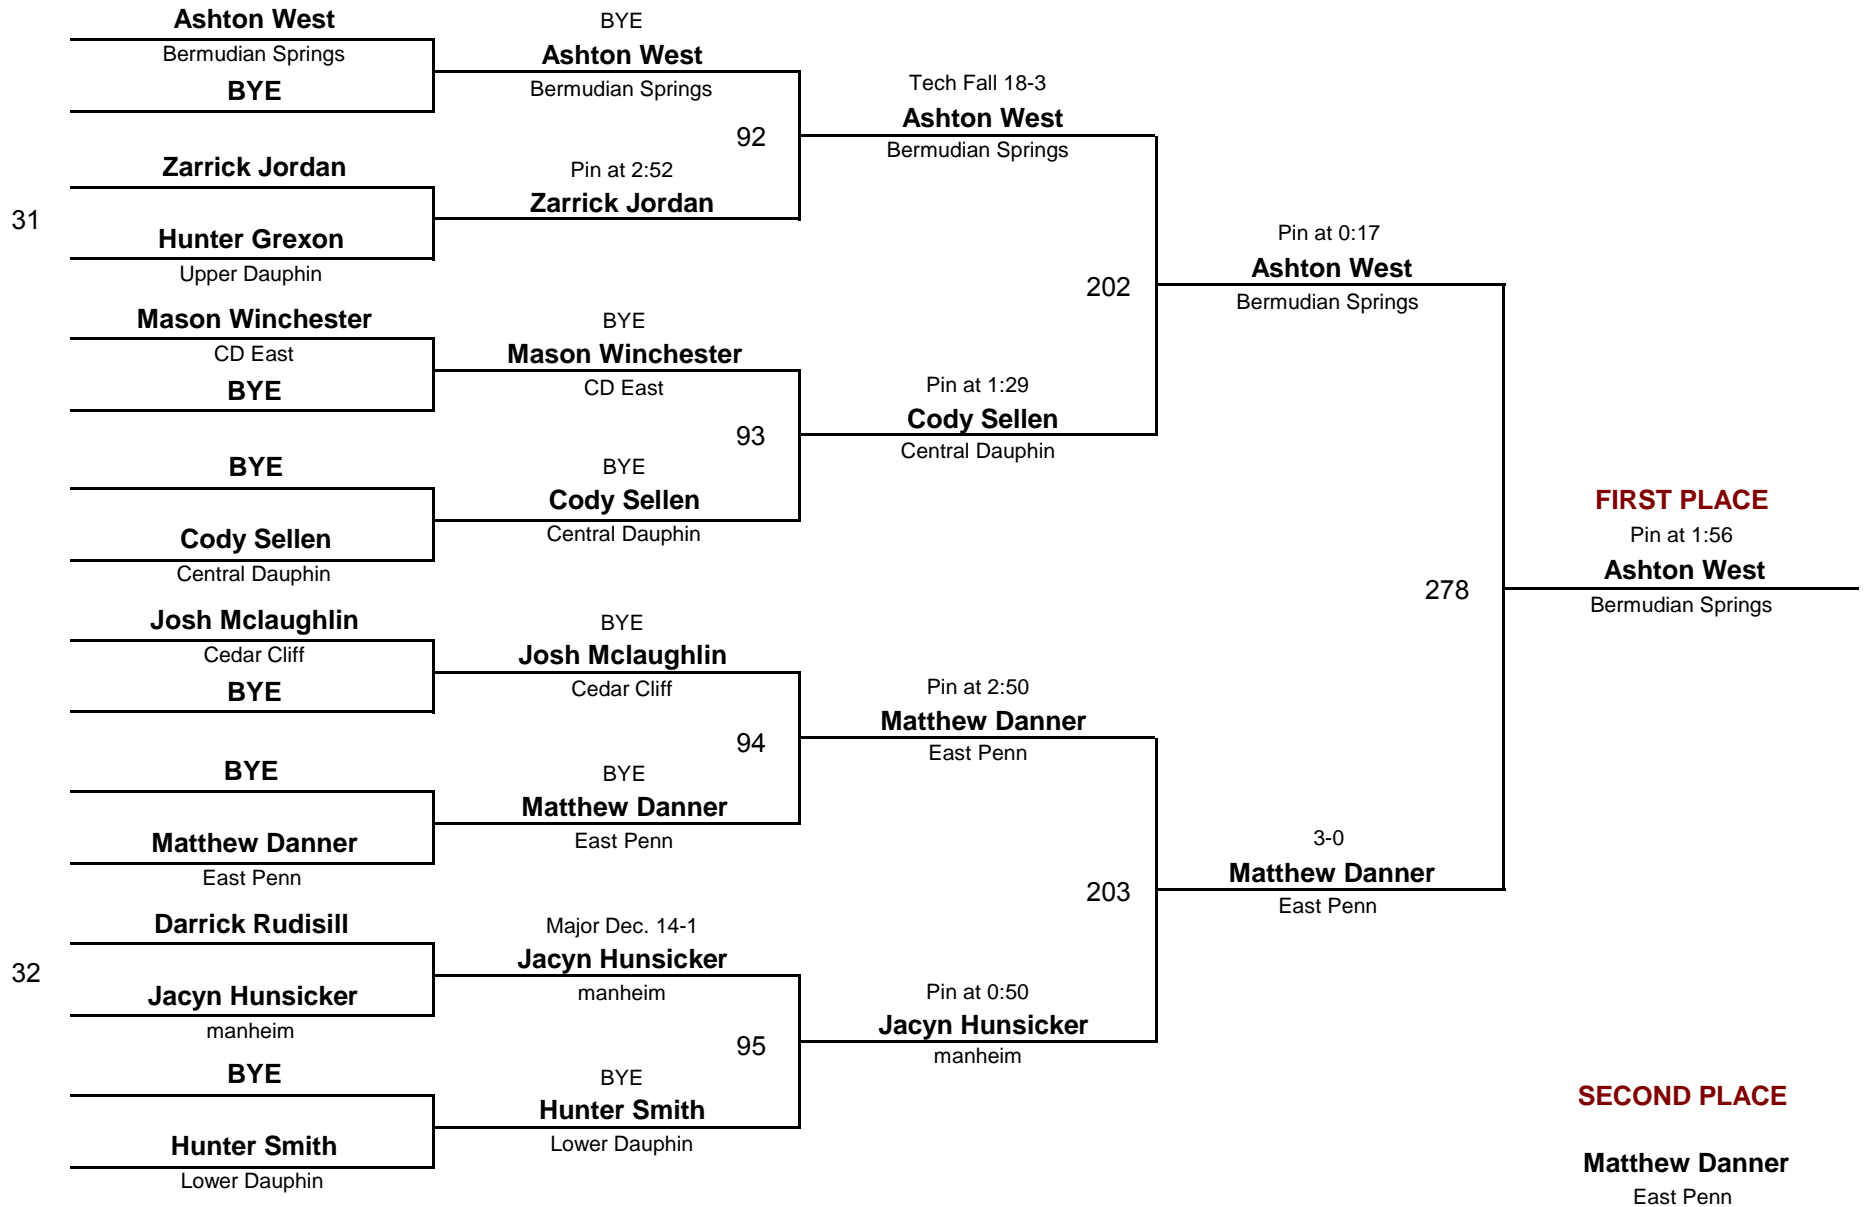 Ashton West
Bermudian Springs
BYE
31
Zarrick Jordan
Hunter Grexon
Upper Dauphin
Mason Winchester
CD East
BYE
BYE
Cody Sellen
Central Dauphin
Josh Mclaughlin
Cedar Cliff
BYE
BYE
Matthew Danner
East Penn
32
Darrick Rudisill
Jacyn Hunsicker
manheim
BYE
Hunter Smith
Lower Dauphin
BYE
Ashton West
Bermudian Springs
92
Pin at 2:52
Zarrick Jordan
BYE
Mason Winchester
CD East
93
BYE
Cody Sellen
Central Dauphin
BYE
Josh Mclaughlin
Cedar Cliff
94
BYE
Matthew Danner
East Penn
Major Dec. 14-1
Jacyn Hunsicker
manheim
95
BYE
Hunter Smith
Lower Dauphin
Tech Fall 18-3
Ashton West
Bermudian Springs
202
Pin at 1:29
Cody Sellen
Central Dauphin
Pin at 2:50
Matthew Danner
East Penn
203
Pin at 0:50
Jacyn Hunsicker
manheim
Pin at 0:17
Ashton West
Bermudian Springs
278
3-0
Matthew Danner
East Penn
FIRST PLACE
Pin at 1:56
Ashton West
Bermudian Springs
SECOND PLACE
Matthew Danner
East Penn